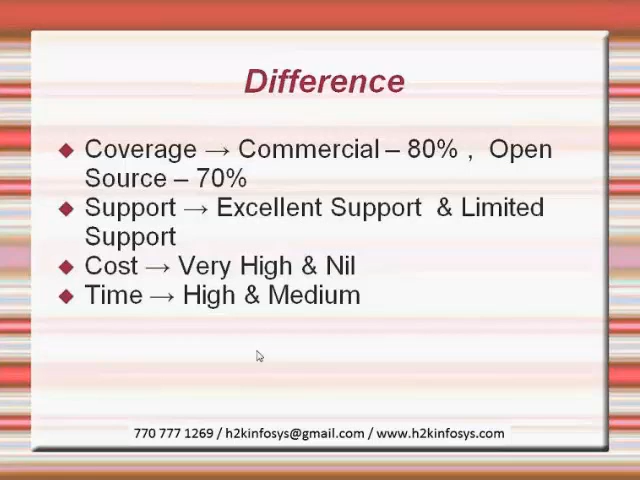 Difference
◆ Coverage → Commercial – 80% , Open
Source – 70%
◆ Support → Excellent Support & Limited
Support
◆ Cost → Very High & Nil
◆ Time → High & Medium
770 777 1269 / h2kinfosys@gmail.com / www.h2kinfosys.com